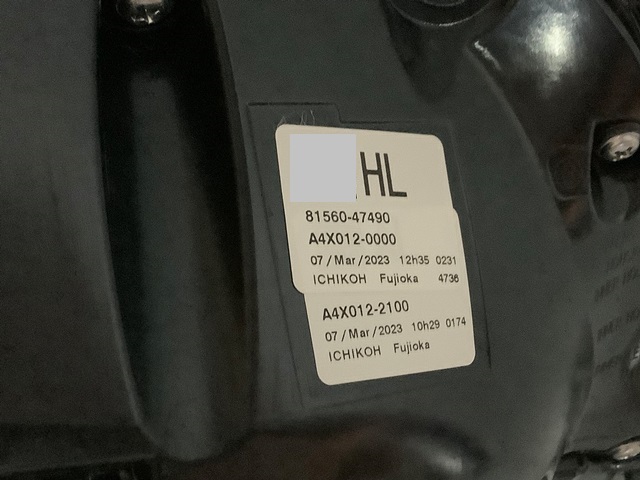 HL
81560-47490
A4X012-0000
07/Mar/2023 12h35 0231
ICHIKOH Fujioka 4736
A4X012-2100
07/Mar/2023 10h29 0174
ICHIKOH Fujioka